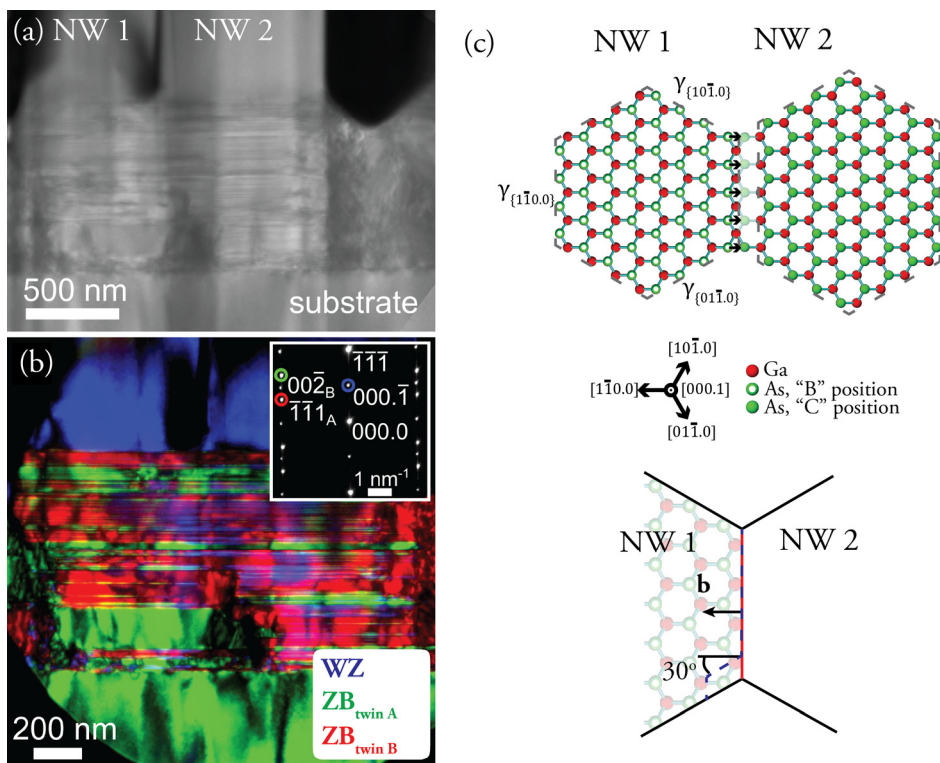 (a)
NW 1 NW 2
500 nm
substrate
(b)
1̄1̄1̄
002̄B
000.1̄
1̄1̄1A
000.0
1 nm⁻¹
WZ
ZBtwin A
ZBtwin B
200 nm
(c)
NW 1 NW 2
γ{101̄.0}
γ{11̄0.0}
γ{011̄.0}
[101̄.0]
[11̄0.0] [000.1]
[011̄.0]
Ga
As, "B" position
As, "C" position
NW 1 NW 2
b
30°